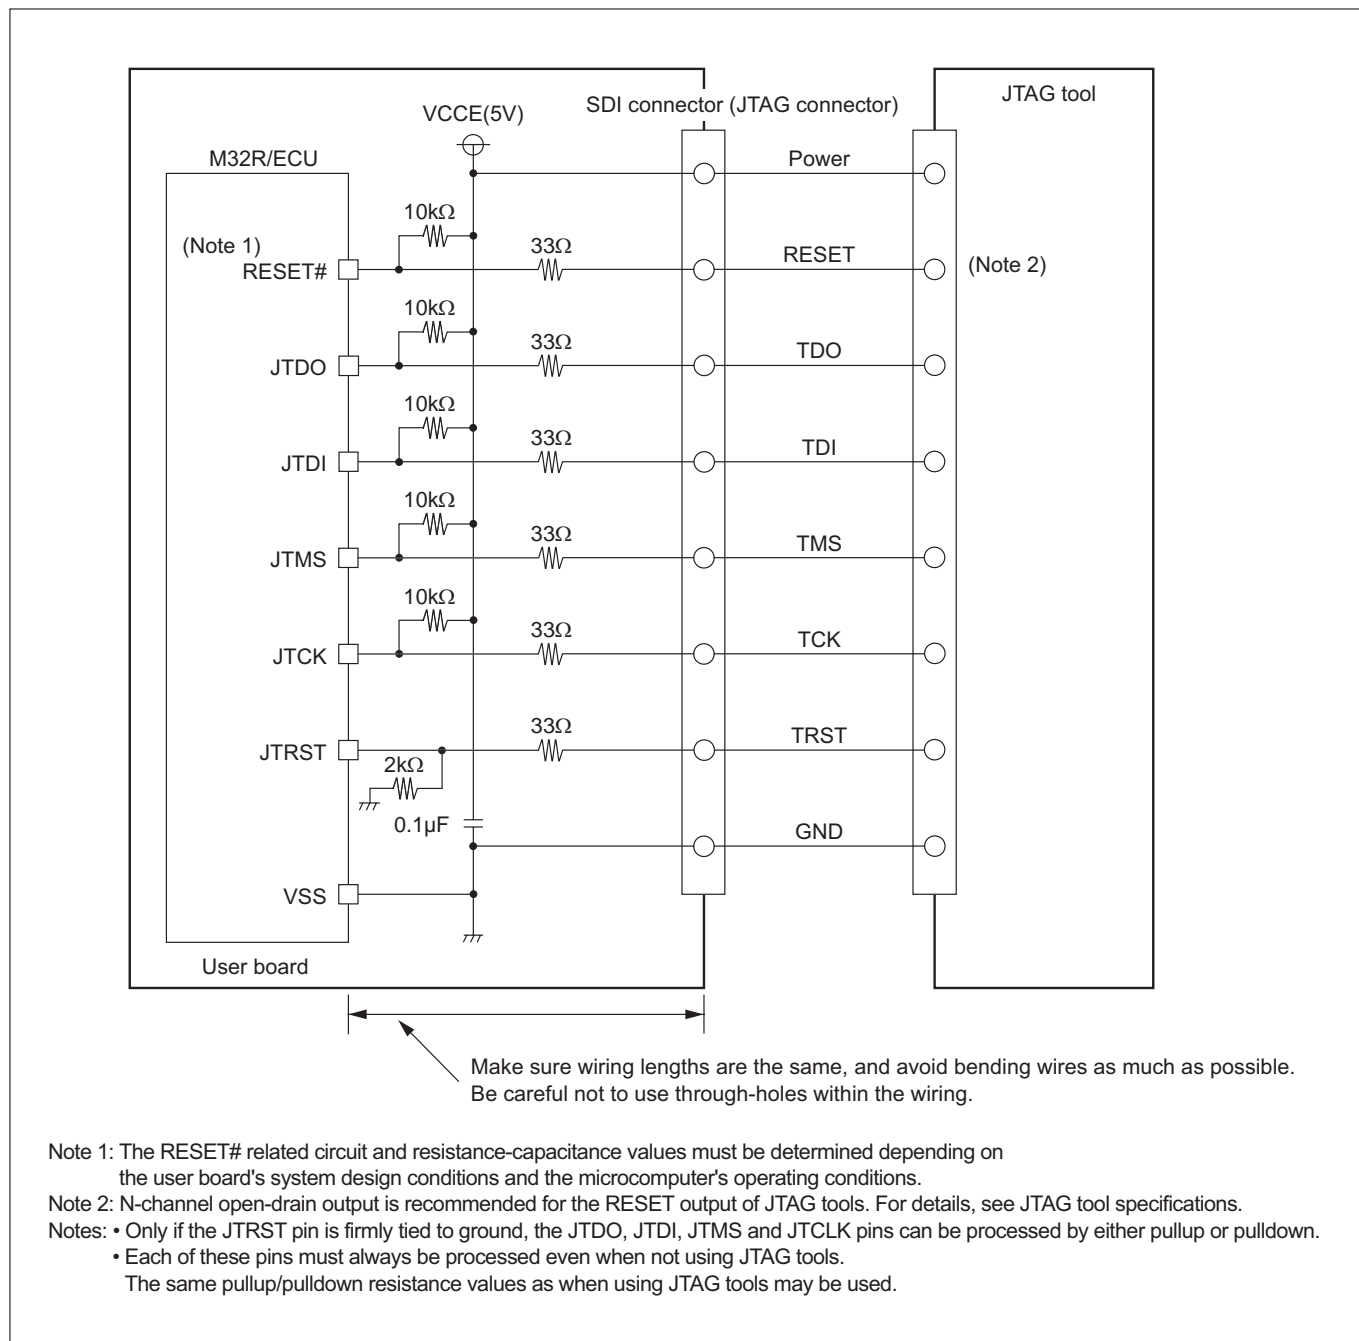 SDI connector (JTAG connector)
JTAG tool
VCCE(5V)
M32R/ECU
Power
10kΩ
(Note 1)
RESET#
33Ω
RESET
(Note 2)
10kΩ
JTDO
33Ω
TDO
10kΩ
JTDI
33Ω
TDI
10kΩ
JTMS
33Ω
TMS
10kΩ
JTCK
33Ω
TCK
JTRST
33Ω
TRST
2kΩ
0.1µF
GND
VSS
User board
Make sure wiring lengths are the same, and avoid bending wires as much as possible.
Be careful not to use through-holes within the wiring.
Note 1: The RESET# related circuit and resistance-capacitance values must be determined depending on
the user board's system design conditions and the microcomputer's operating conditions.
Note 2: N-channel open-drain output is recommended for the RESET output of JTAG tools. For details, see JTAG tool specifications.
Notes: • Only if the JTRST pin is firmly tied to ground, the JTDO, JTDI, JTMS and JTCLK pins can be processed by either pullup or pulldown.
• Each of these pins must always be processed even when not using JTAG tools.
The same pullup/pulldown resistance values as when using JTAG tools may be used.